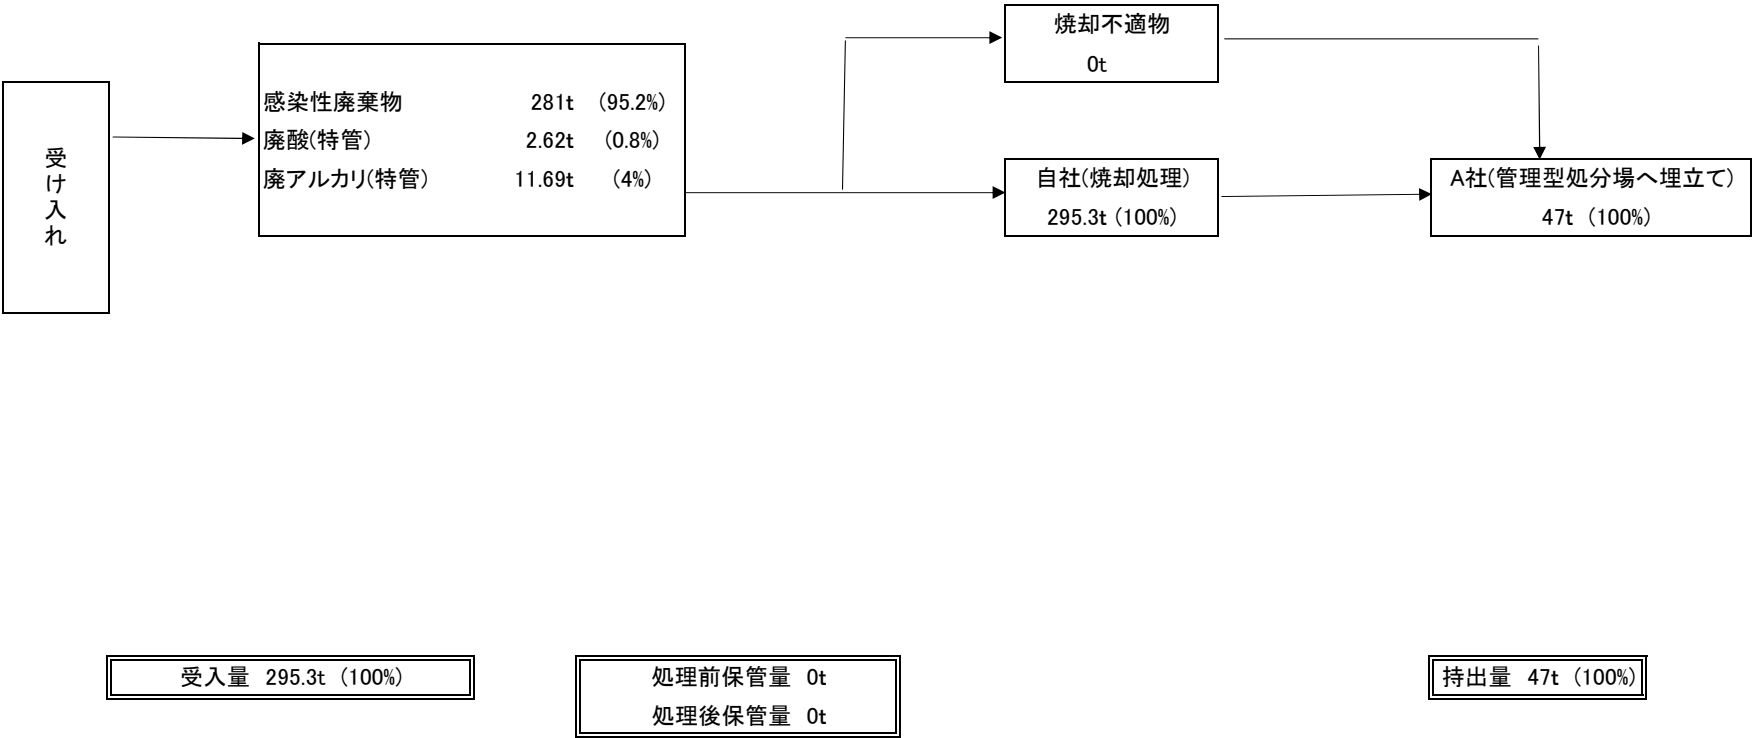 受け入れ
感染性廃棄物 281t (95.2%)
廃酸(特管) 2.62t (0.8%)
廃アルカリ(特管) 11.69t (4%)
焼却不適物
0t
自社(焼却処理)
295.3t (100%)
A社(管理型処分場へ埋立て)
47t (100%)
受入量 295.3t (100%)
処理前保管量 0t
処理後保管量 0t
持出量 47t (100%)